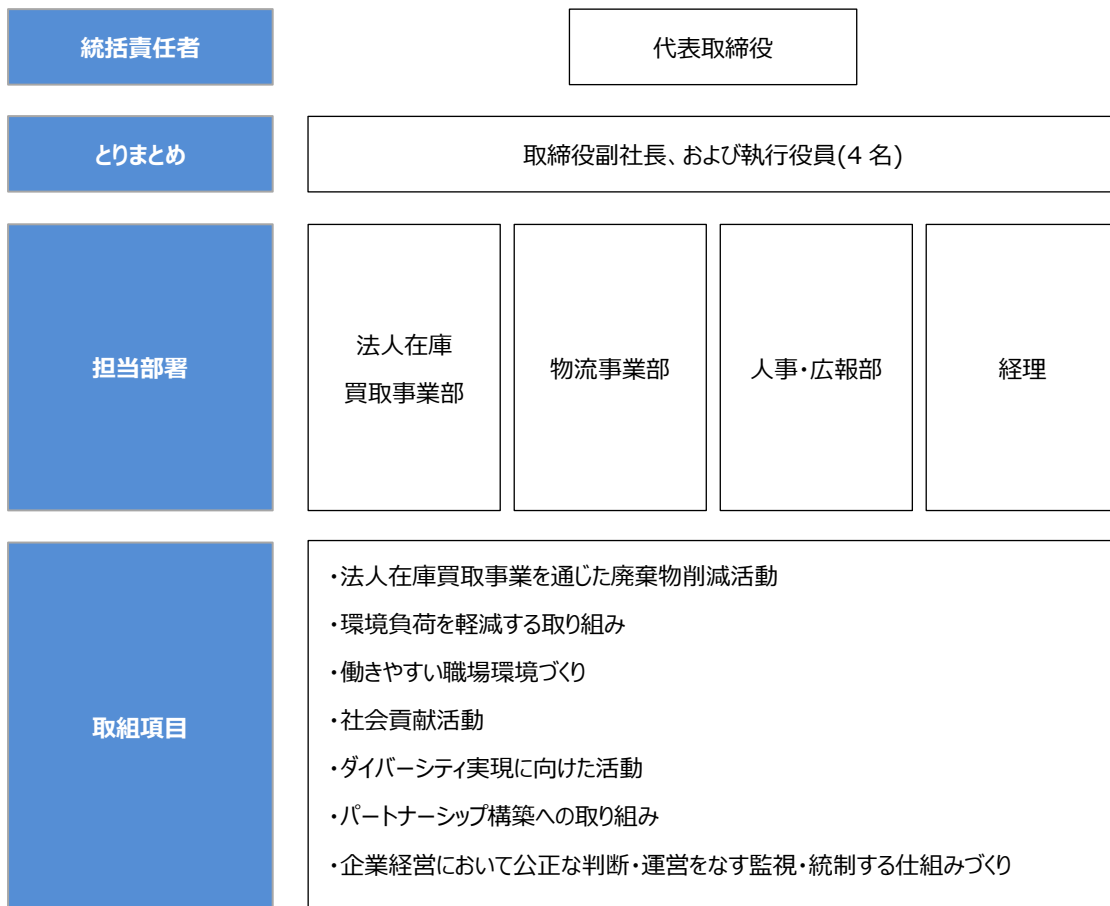 統括責任者
代表取締役
とりまとめ
取締役副社長、および執行役員(4 名)
担当部署
法人在庫
買取事業部
物流事業部
人事・広報部
経理
取組項目
・法人在庫買取事業を通じた廃棄物削減活動
・環境負荷を軽減する取り組み
・働きやすい職場環境づくり
・社会貢献活動
・ダイバーシティ実現に向けた活動
・パートナーシップ構築への取り組み
・企業経営において公正な判断・運営をなす監視・統制する仕組みづくり